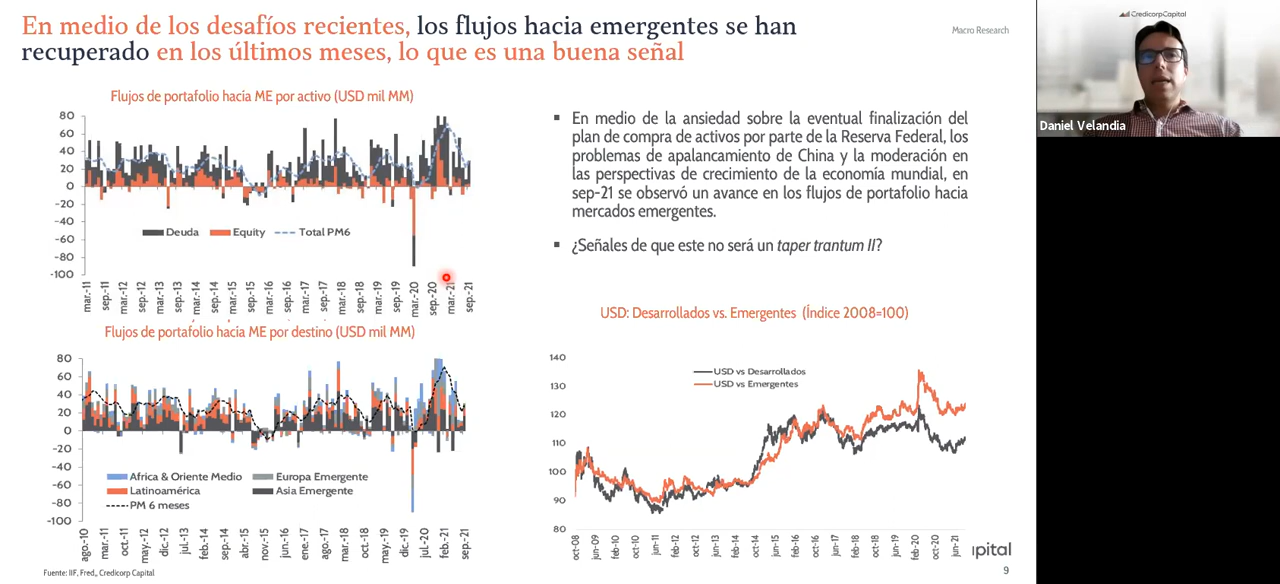 En medio de los desafíos recientes, los flujos hacia emergentes se han
recuperado en los últimos meses, lo que es una buena señal
Macro Research
CredicorpCapital
Daniel Velandia
Flujos de portafolio hacía ME por activo (USD mil MM)
80
60
40
20
0
-20
-40
-60
-80
-100
Deuda Equity Total PM6
mar.-11 sep.-11 mar.-12 sep.-12 mar.-13 sep.-13 mar.-14 sep.-14 mar.-15 sep.-15 mar.-16 sep.-16 mar.-17 sep.-17 mar.-18 sep.-18 mar.-19 sep.-19 mar.-20 sep.-20 mar.-21 sep.-21
▪ En medio de la ansiedad sobre la eventual finalización del
plan de compra de activos por parte de la Reserva Federal, los
problemas de apalancamiento de China y la moderación en
las perspectivas de crecimiento de la economía mundial, en
sep-21 se observó un avance en los flujos de portafolio hacia
mercados emergentes.
▪ ¿Señales de que este no será un taper trantum II?
Flujos de portafolio hacía ME por destino (USD mil MM)
80
60
40
20
0
-20
-40
-60
-80
-100
Africa & Oriente Medio Europa Emergente
Latinoamérica Asia Emergente
PM 6 meses
ago.-10 mar.-11 oct.-11 may.-12 jul.-13 feb.-14 sep.-14 abr.-15 nov.-15 jun.-16 ene.-17 mar.-18 oct.-18 may.-19 dic.-19 jul.-20 feb.-21 sep.-21
USD: Desarrollados vs. Emergentes (Índice 2008=100)
140
130
120
110
100
90
80
USD vs Desarrollados
USD vs Emergentes
oct-08 jun-09 feb-10 oct-10 jun-11 feb-12 oct-12 jun-13 feb-14 oct-14 jun-15 feb-16 oct-16 jun-17 feb-18 oct-18 jun-19 feb-20 oct-20 jun-21
apital
Fuente: IIF, Fred,, Credicorp Capital
9